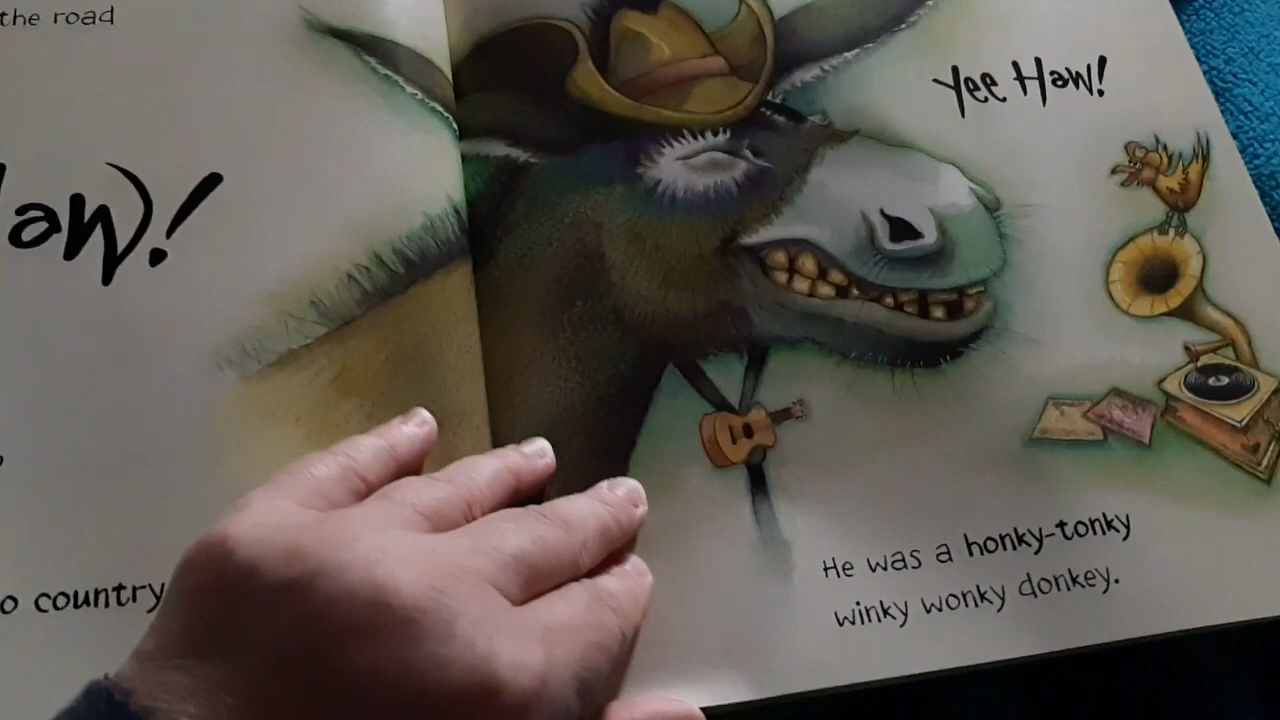 the road
aw!
o country
Yee Haw!
He was a honky-tonky
winky wonky donkey.